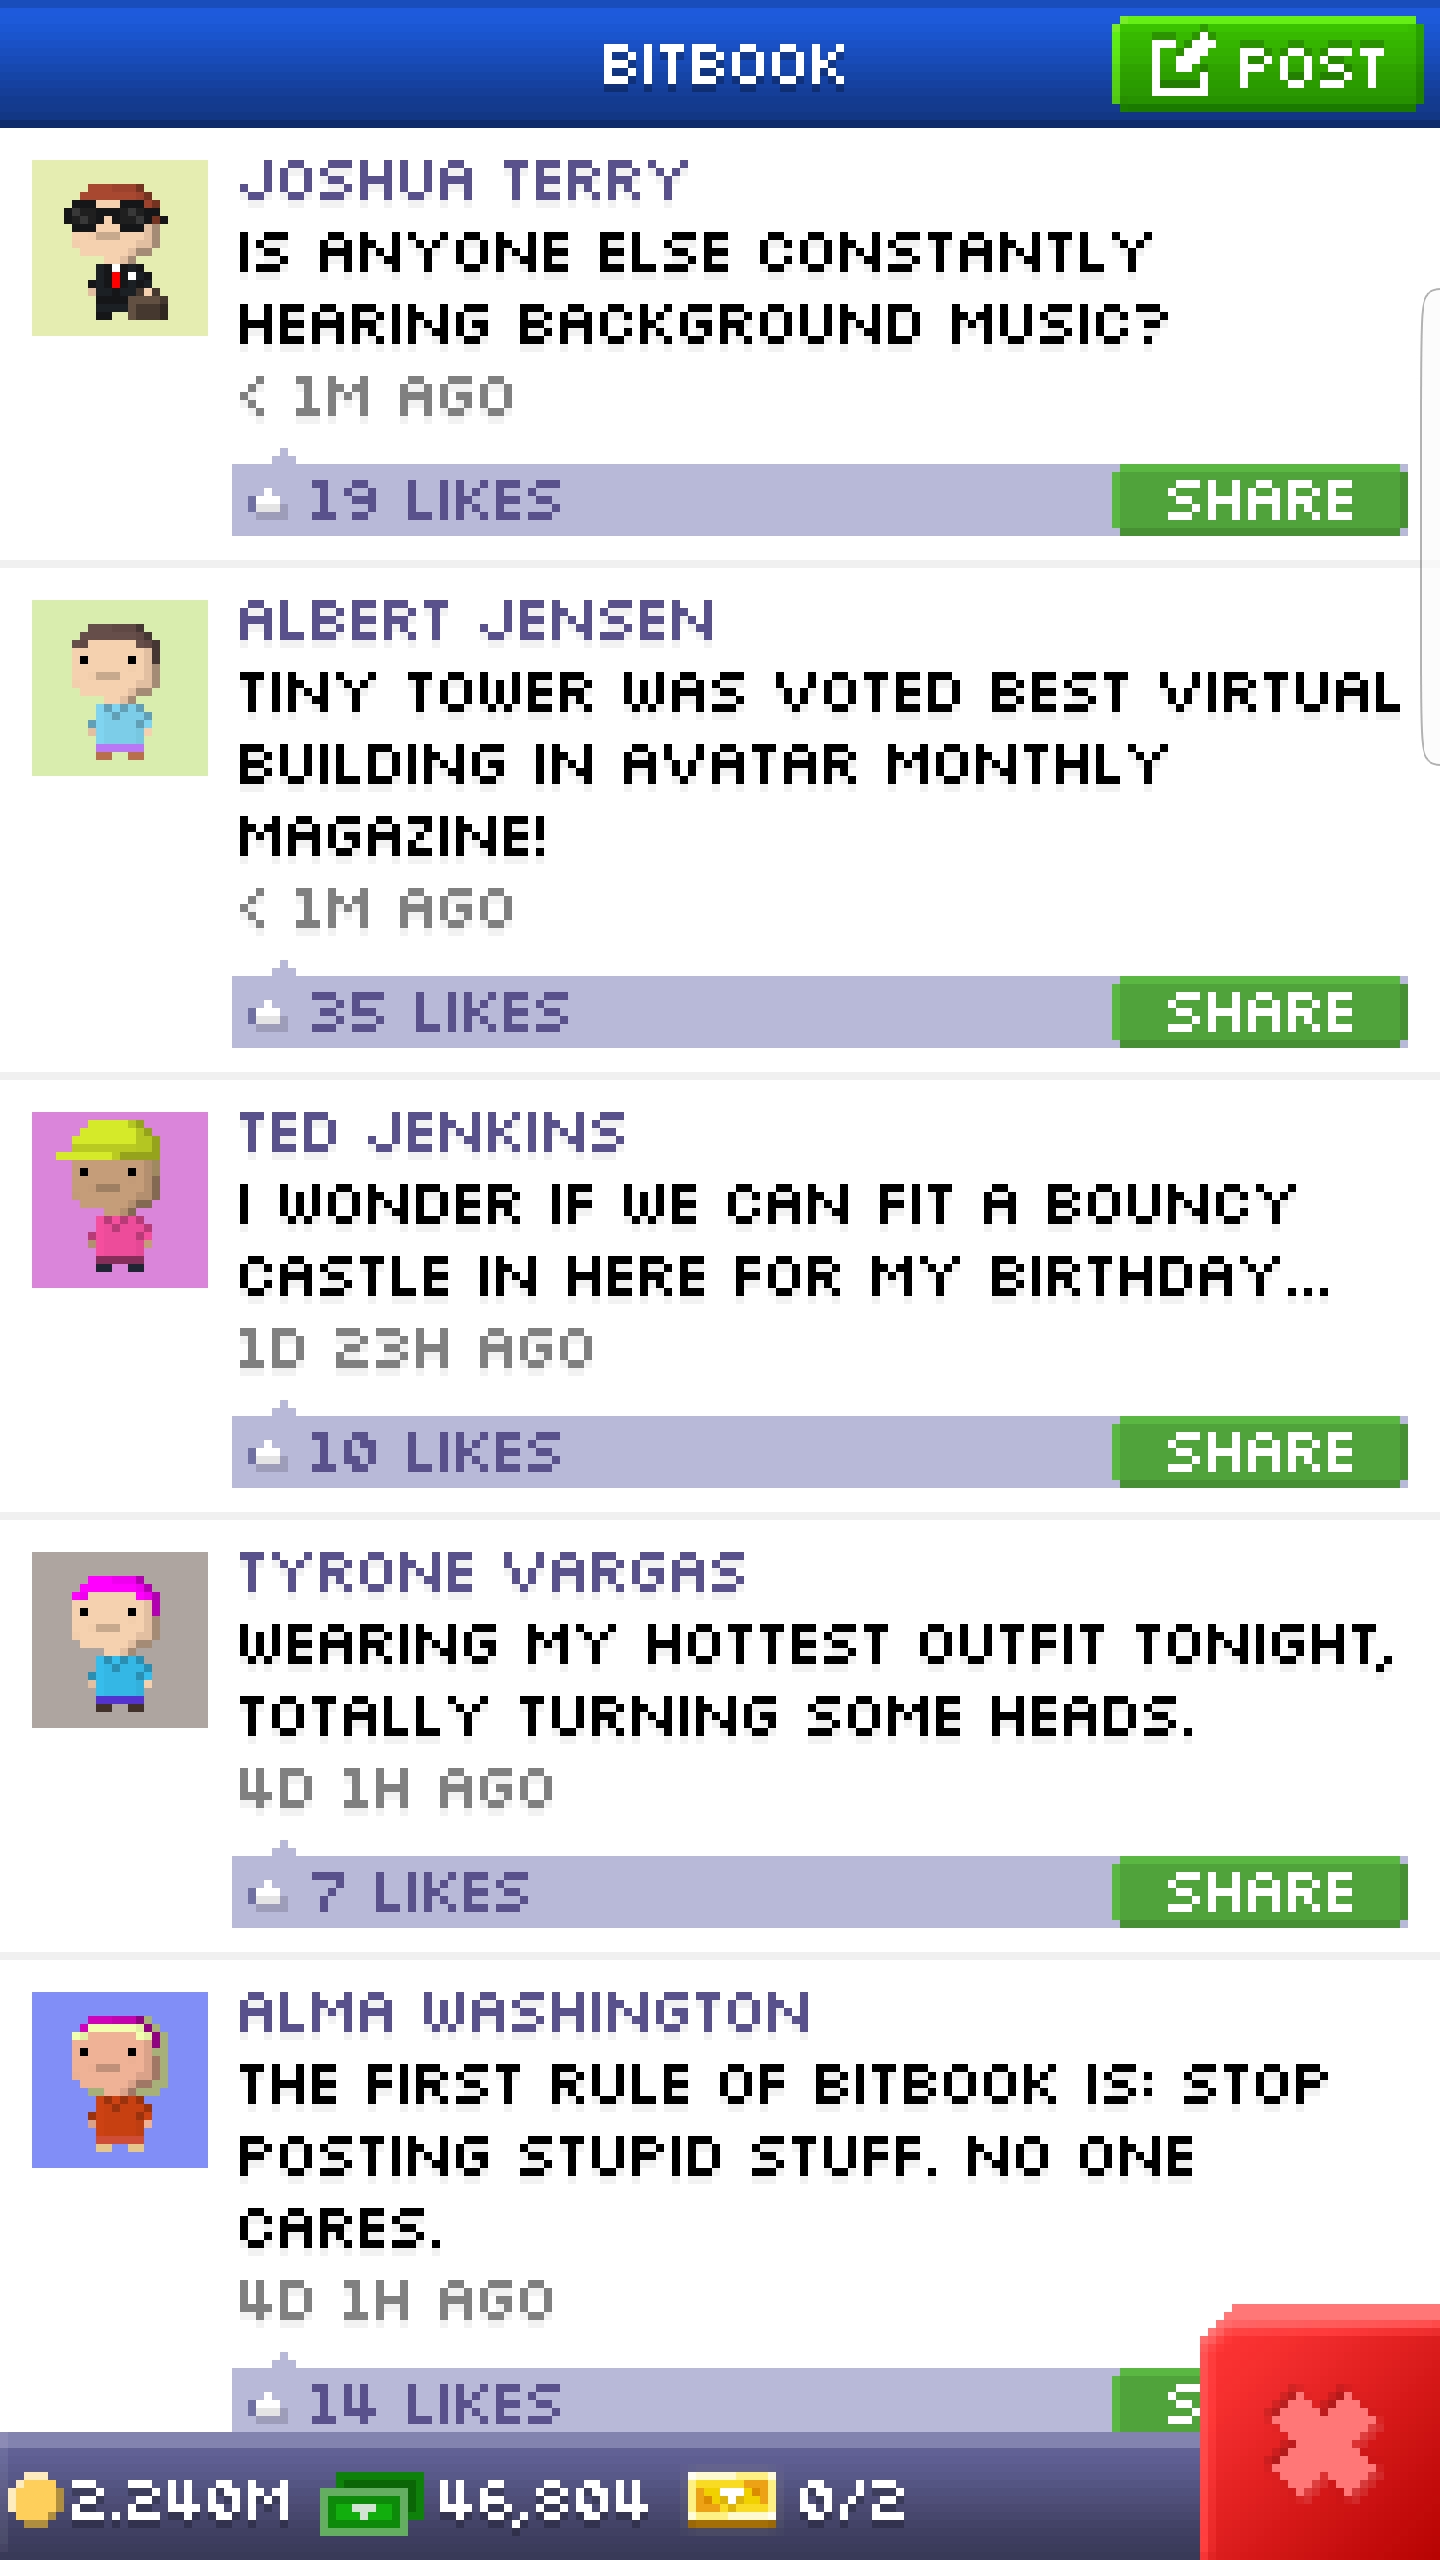 BITBOOK
POST
JOSHUA TERRY
IS ANYONE ELSE CONSTANTLY
HEARING BACKGROUND MUSIC?
< 1M AGO
19 LIKES
SHARE
ALBERT JENSEN
TINY TOWER WAS VOTED BEST VIRTUAL
BUILDING IN AVATAR MONTHLY
MAGAZINE!
< 1M AGO
35 LIKES
SHARE
TED JENKINS
I WONDER IF WE CAN FIT A BOUNCY
CASTLE IN HERE FOR MY BIRTHDAY...
1D 23H AGO
10 LIKES
SHARE
TYRONE VARGAS
WEARING MY HOTTEST OUTFIT TONIGHT,
TOTALLY TURNING SOME HEADS.
4D 1H AGO
7 LIKES
SHARE
ALMA WASHINGTON
THE FIRST RULE OF BITBOOK IS: STOP
POSTING STUPID STUFF. NO ONE
CARES.
4D 1H AGO
14 LIKES
2.240M 46,804 0/2